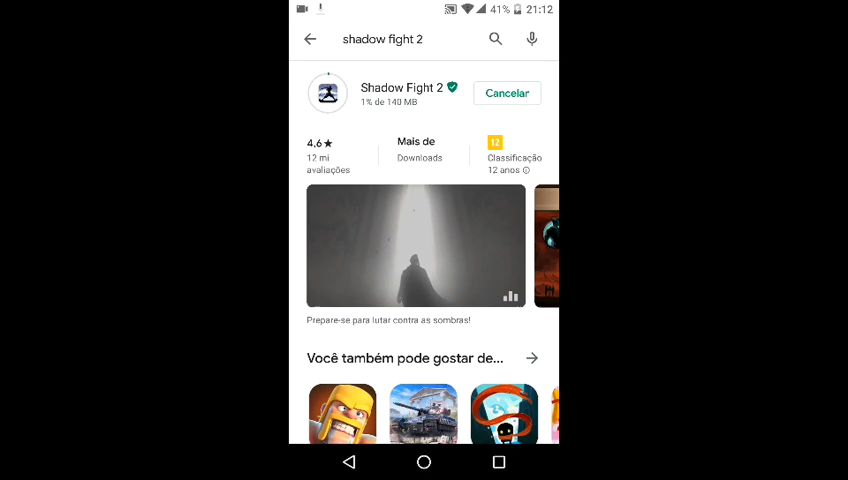 41% 21:12
shadow fight 2
Shadow Fight 2
1% de 140 MB
Cancelar
4,6★
12 mi
avaliações
Mais de
Downloads
12
Classificação
12 anos
Prepare-se para lutar contra as sombras!
Você também pode gostar de...